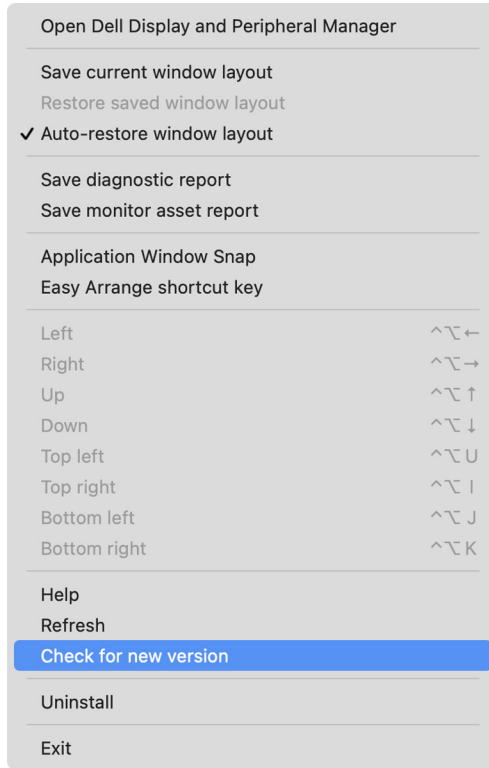 Open Dell Display and Peripheral Manager
Save current window layout
Restore saved window layout
✓ Auto-restore window layout
Save diagnostic report
Save monitor asset report
Application Window Snap
Easy Arrange shortcut key
Left ^⌥←
Right ^⌥→
Up ^⌥↑
Down ^⌥↓
Top left ^⌥U
Top right ^⌥I
Bottom left ^⌥J
Bottom right ^⌥K
Help
Refresh
Check for new version
Uninstall
Exit